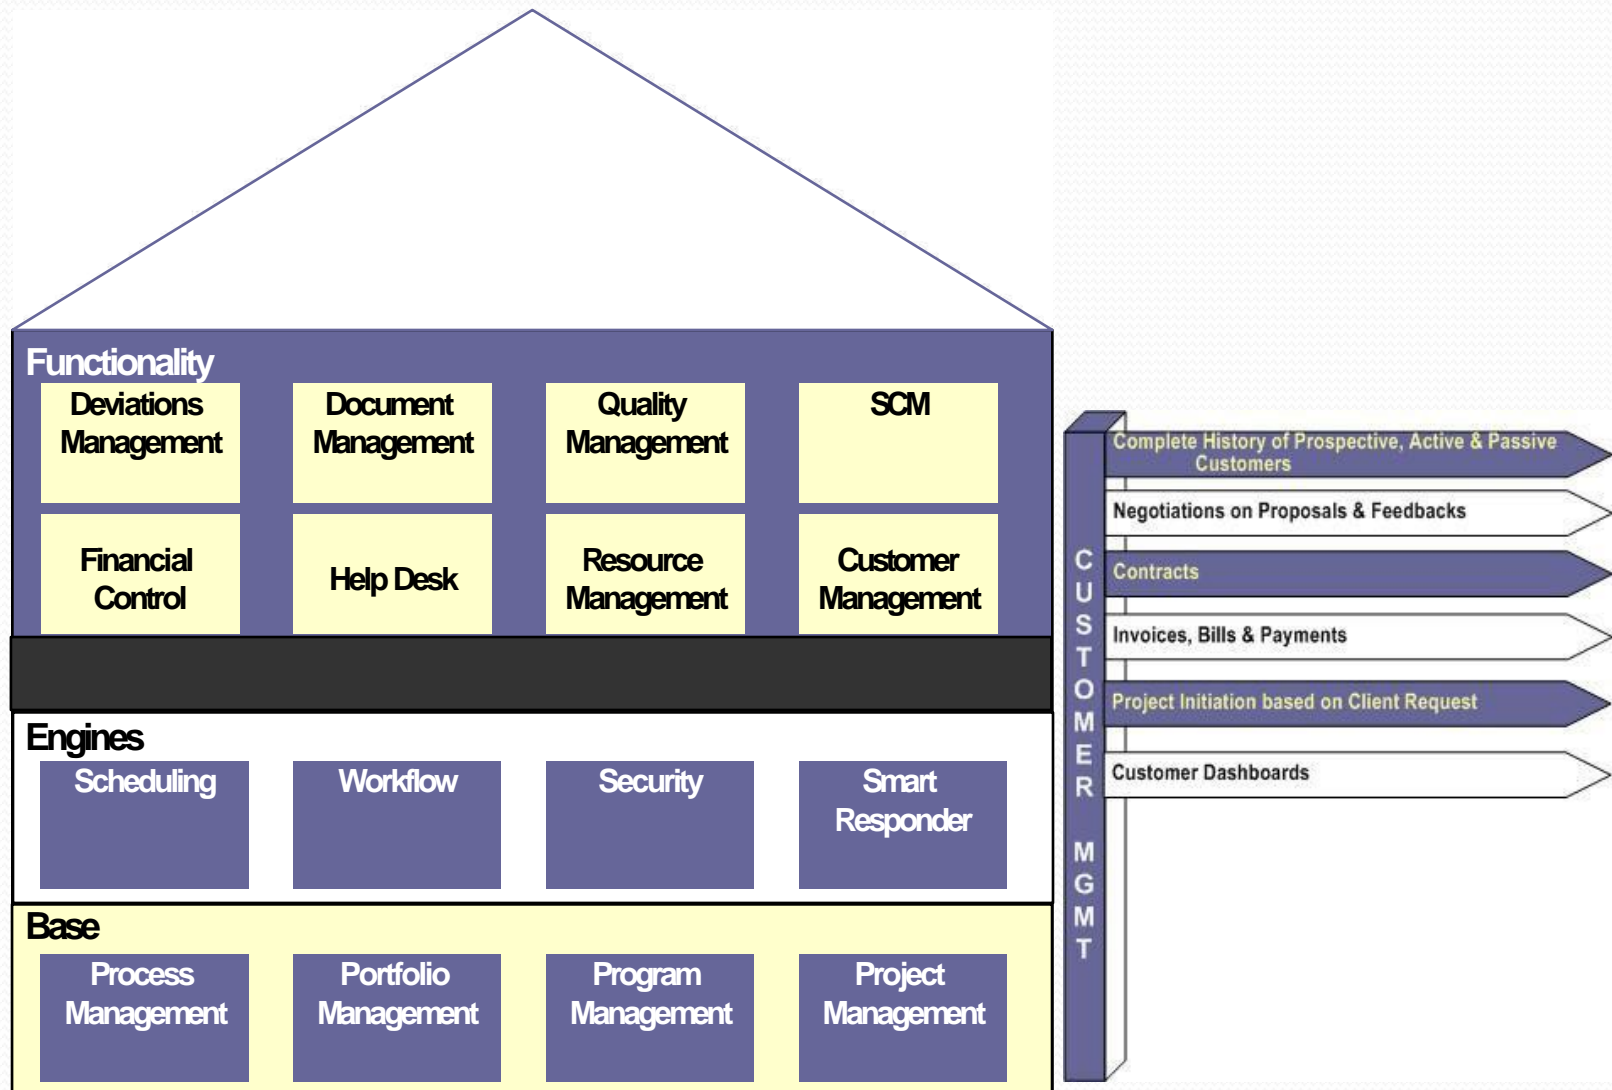 Functionality
Deviations
Management
Document
Management
Quality
Management
SCM
Financial
Control
Help Desk
Resource
Management
Customer
Management
Engines
Scheduling
Workflow
Security
Smart
Responder
Base
Process
Management
Portfolio
Management
Program
Management
Project
Management
CUSTOMER MGMT
Complete History of Prospective, Active & Passive
Customers
Negotiations on Proposals & Feedbacks
Contracts
Invoices, Bills & Payments
Project Initiation based on Client Request
Customer Dashboards